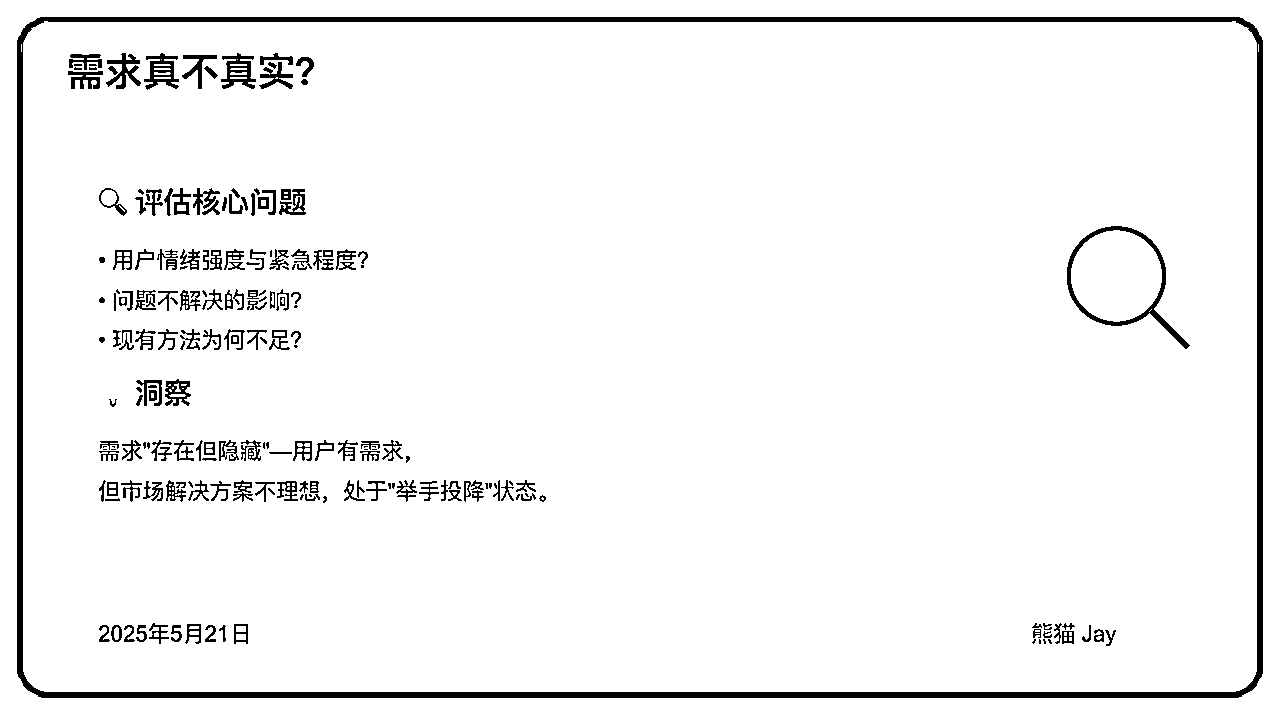 需求真不真实?
🔍 评估核心问题
• 用户情绪强度与紧急程度?
• 问题不解决的影响?
• 现有方法为何不足?
洞察
需求"存在但隐藏"—用户有需求,
但市场解决方案不理想，处于"举手投降"状态。
2025年5月21日
熊猫 Jay